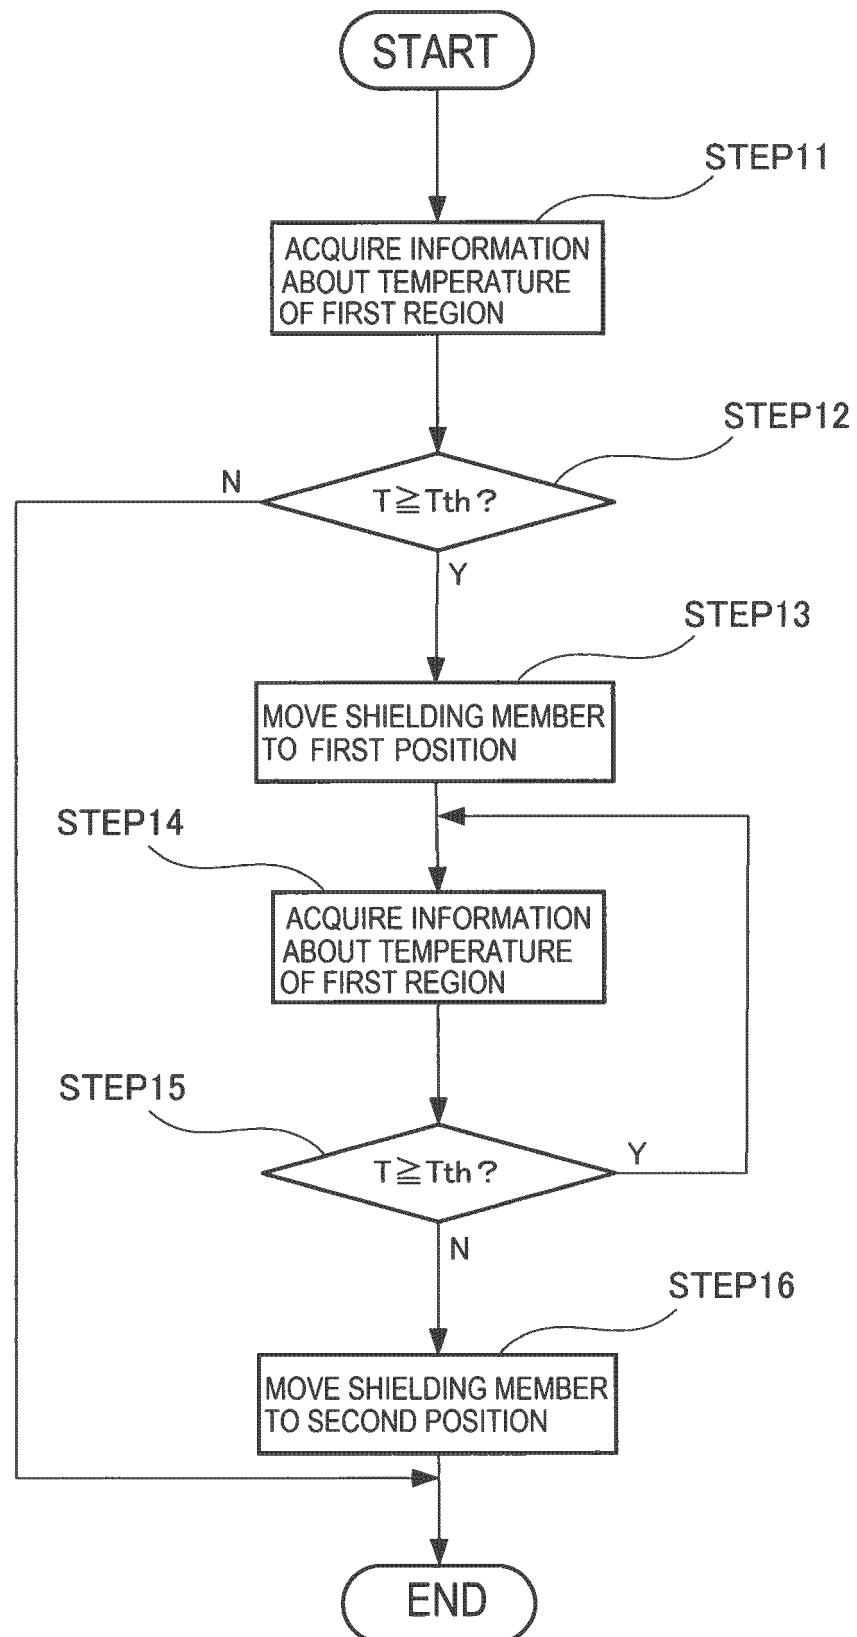 START
STEP11
ACQUIRE INFORMATION
ABOUT TEMPERATURE
OF FIRST REGION
STEP12
N
T≧Tth?
Y
STEP13
MOVE SHIELDING MEMBER
TO FIRST POSITION
STEP14
ACQUIRE INFORMATION
ABOUT TEMPERATURE
OF FIRST REGION
STEP15
T≧Tth?
Y
N
STEP16
MOVE SHIELDING MEMBER
TO SECOND POSITION
END